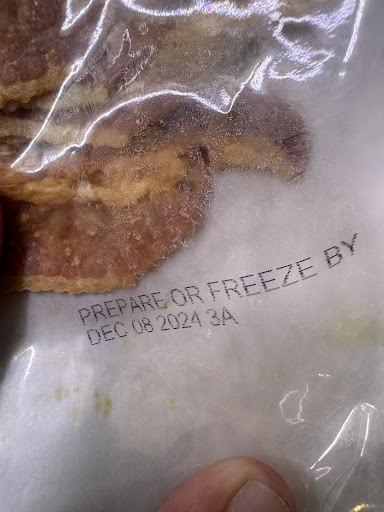 PREPARE OR FREEZE BY
DEC 08 2024 3A